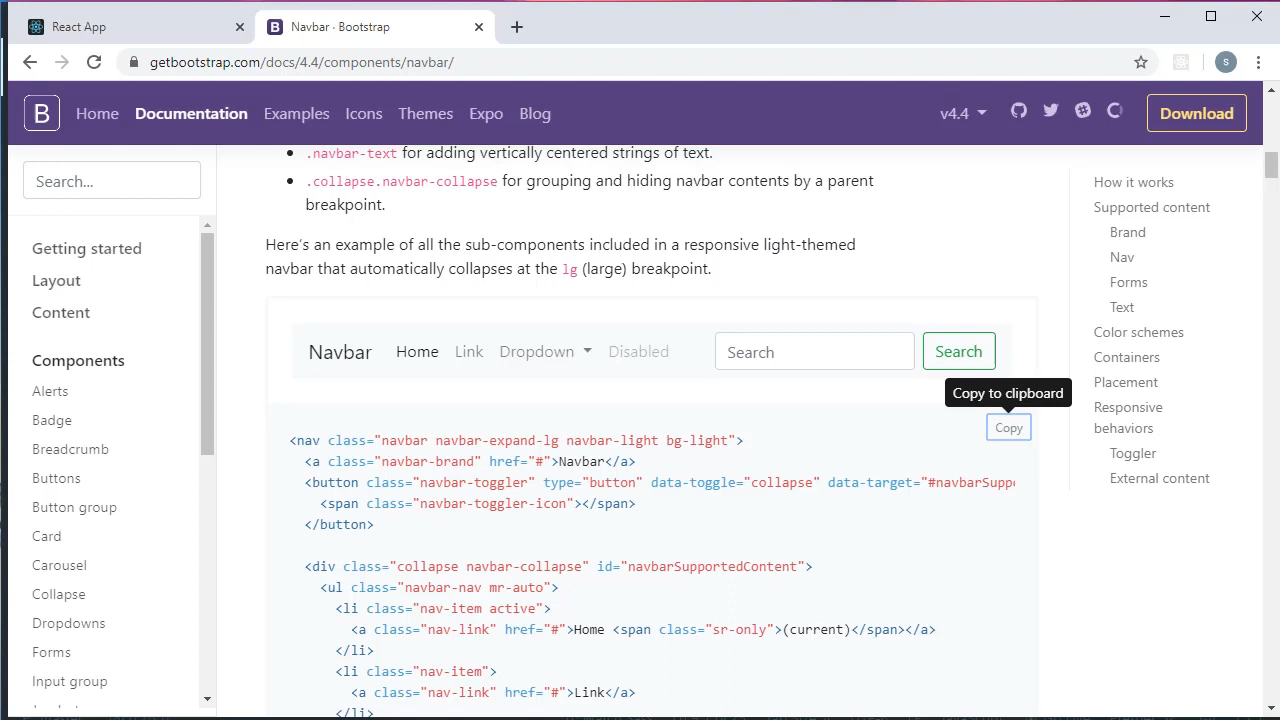 React App
Navbar · Bootstrap
getbootstrap.com/docs/4.4/components/navbar/
S
B Home Documentation Examples Icons Themes Expo Blog v4.4 Download
Search...
Getting started
Layout
Content
Components
Alerts
Badge
Breadcrumb
Buttons
Button group
Card
Carousel
Collapse
Dropdowns
Forms
Input group
.navbar-text for adding vertically centered strings of text.
.collapse.navbar-collapse for grouping and hiding navbar contents by a parent
breakpoint.
Here's an example of all the sub-components included in a responsive light-themed
navbar that automatically collapses at the lg (large) breakpoint.
Navbar Home Link Dropdown Disabled Search Search
Copy to clipboard
Copy
<nav class="navbar navbar-expand-lg navbar-light bg-light">
<a class="navbar-brand" href="#">Navbar</a>
<button class="navbar-toggler" type="button" data-toggle="collapse" data-target="#navbarSuppo
<span class="navbar-toggler-icon"></span>
</button>
<div class="collapse navbar-collapse" id="navbarSupportedContent">
<ul class="navbar-nav mr-auto">
<li class="nav-item active">
<a class="nav-link" href="#">Home <span class="sr-only">(current)</span></a>
</li>
<li class="nav-item">
<a class="nav-link" href="#">Link</a>
</li>
How it works
Supported content
Brand
Nav
Forms
Text
Color schemes
Containers
Placement
Responsive
behaviors
Toggler
External content